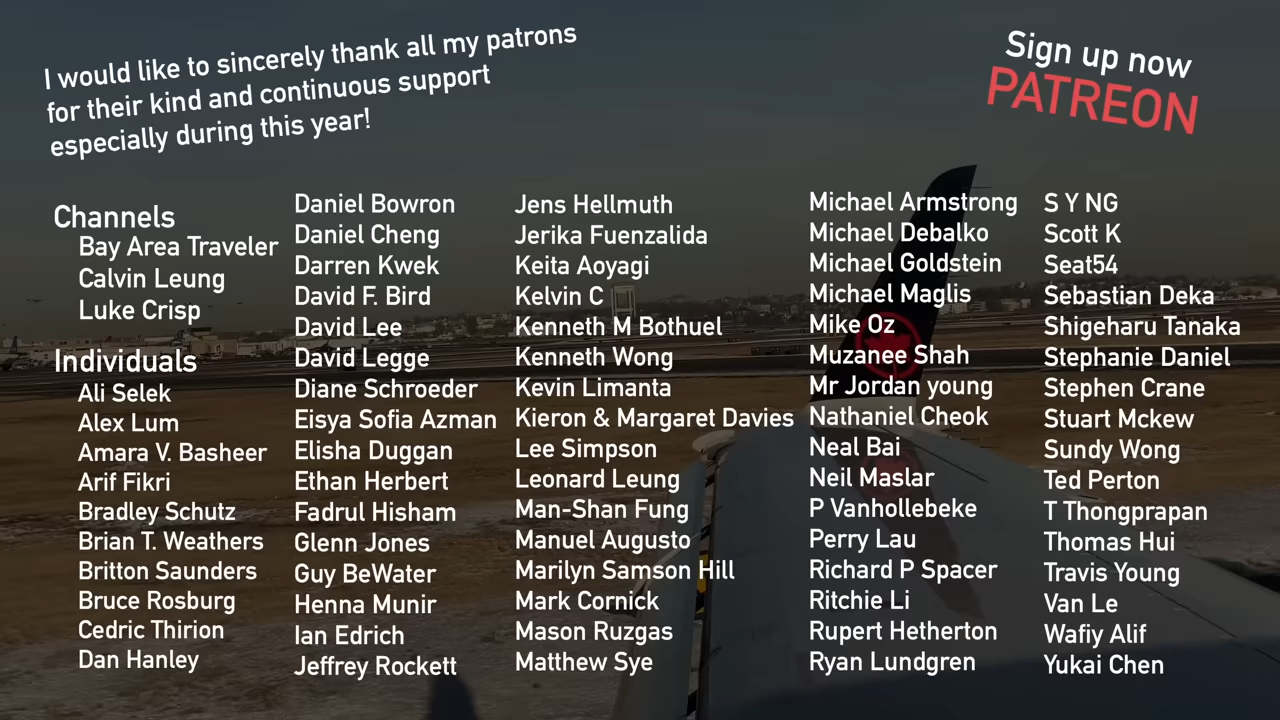 I would like to sincerely thank all my patrons
for their kind and continuous support
especially during this year!
Sign up now
PATREON
Channels
Bay Area Traveler
Calvin Leung
Luke Crisp
Individuals
Ali Selek
Alex Lum
Amara V. Basheer
Arif Fikri
Bradley Schutz
Brian T. Weathers
Britton Saunders
Bruce Rosburg
Cedric Thirion
Dan Hanley
Daniel Bowron
Daniel Cheng
Darren Kwek
David F. Bird
David Lee
David Legge
Diane Schroeder
Eisya Sofia Azman
Elisha Duggan
Ethan Herbert
Fadrul Hisham
Glenn Jones
Guy BeWater
Henna Munir
Ian Edrich
Jeffrey Rockett
Jens Hellmuth
Jerika Fuenzalida
Keita Aoyagi
Kelvin C
Kenneth M Bothuel
Kenneth Wong
Kevin Limanta
Kieron & Margaret Davies
Lee Simpson
Leonard Leung
Man-Shan Fung
Manuel Augusto
Marilyn Samson Hill
Mark Cornick
Mason Ruzgas
Matthew Sye
Michael Armstrong
Michael Debalko
Michael Goldstein
Michael Maglis
Mike Oz
Muzanee Shah
Mr Jordan young
Nathaniel Cheok
Neal Bai
Neil Maslar
P Vanhollebeke
Perry Lau
Richard P Spacer
Ritchie Li
Rupert Hetherton
Ryan Lundgren
S Y NG
Scott K
Seat54
Sebastian Deka
Shigeharu Tanaka
Stephanie Daniel
Stephen Crane
Stuart Mckew
Sundy Wong
Ted Perton
T Thongprapan
Thomas Hui
Travis Young
Van Le
Wafiy Alif
Yukai Chen